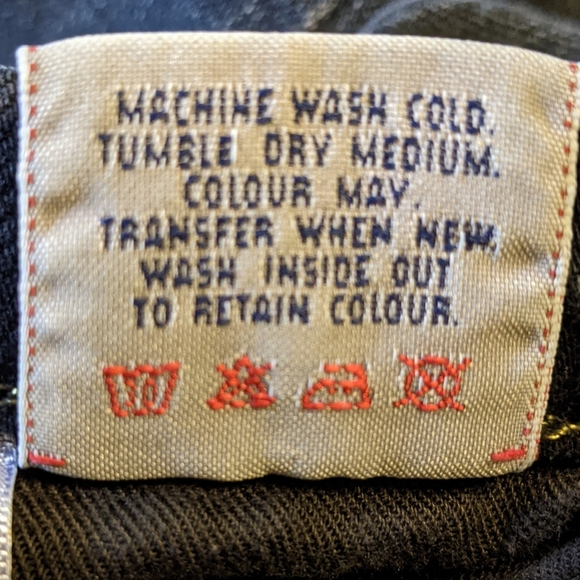 MACHINE WASH COLD.
TUMBLE DRY MEDIUM.
COLOUR MAY.
TRANSFER WHEN NEW.
WASH INSIDE OUT
TO RETAIN COLOUR.